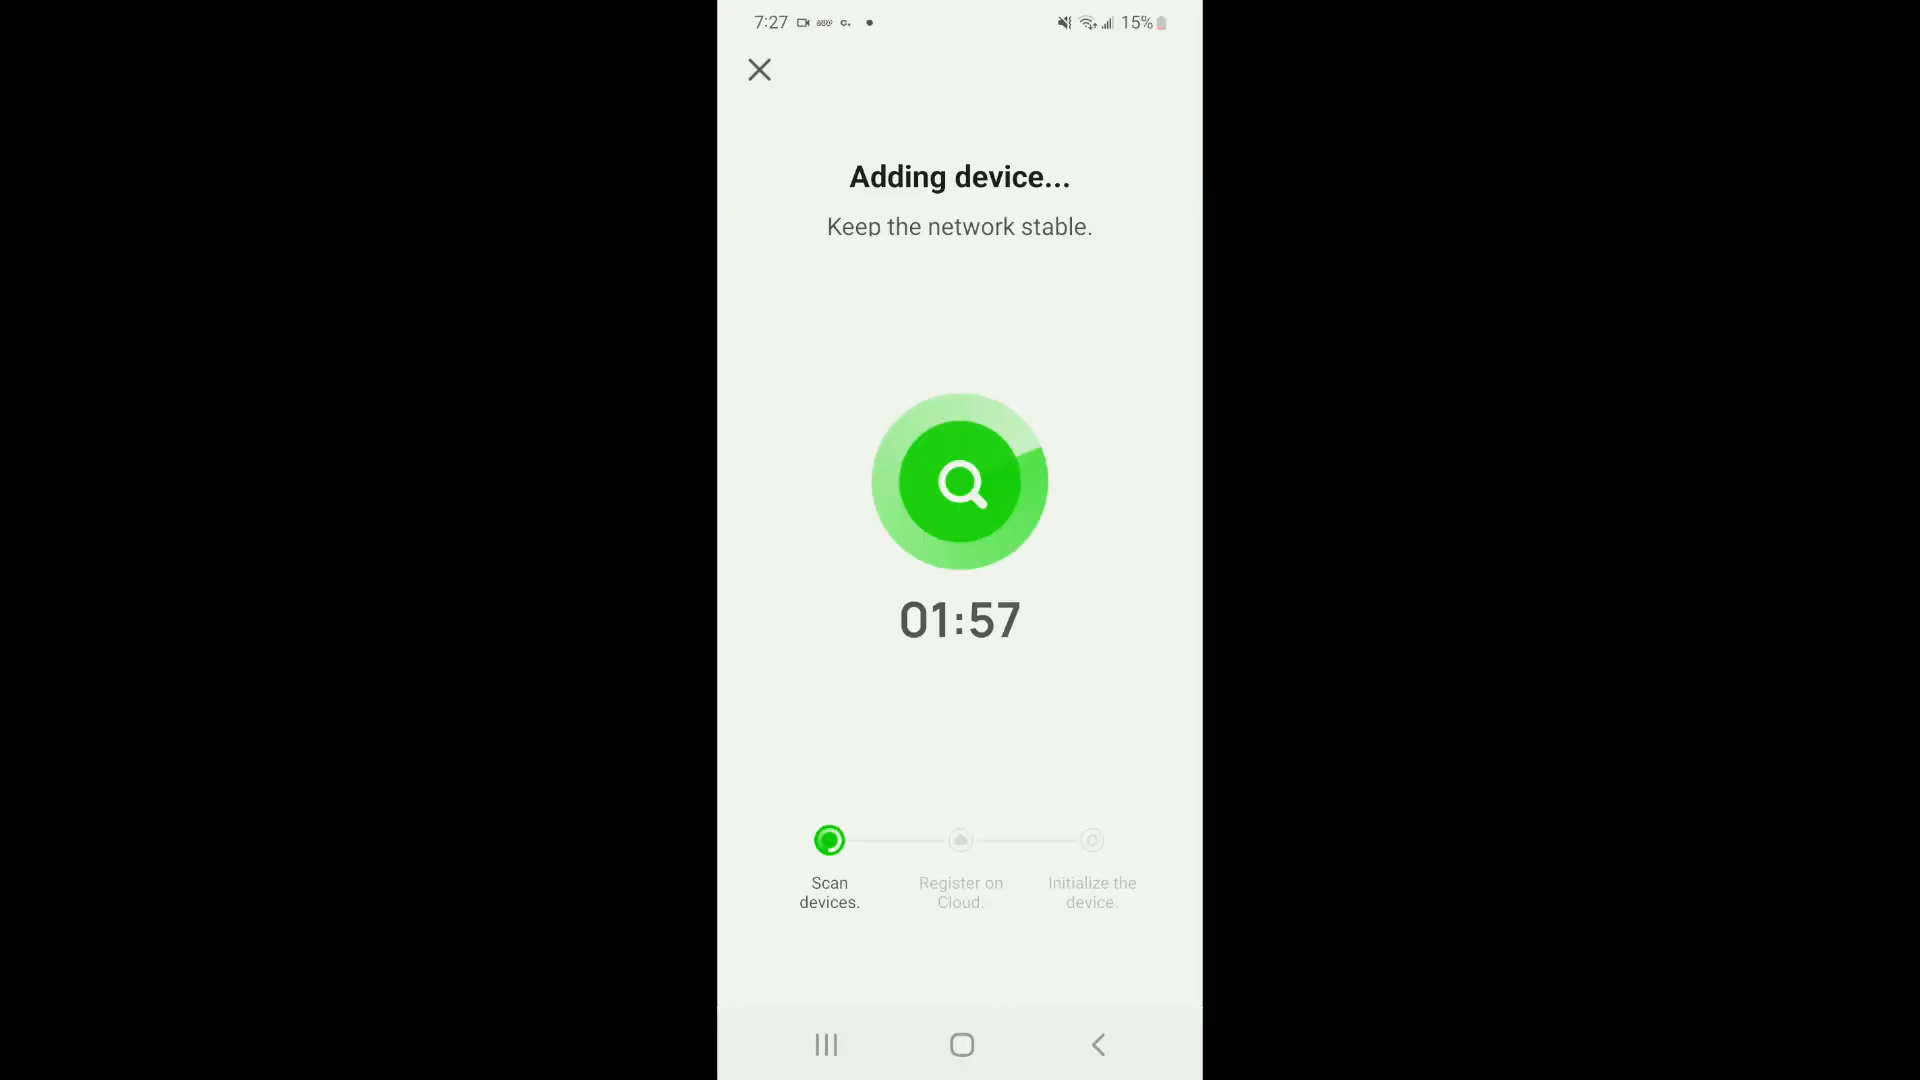 7:27
15%
Adding device...
Keep the network stable.
01:57
Scan
devices.
Register on
Cloud.
Initialize the
device.